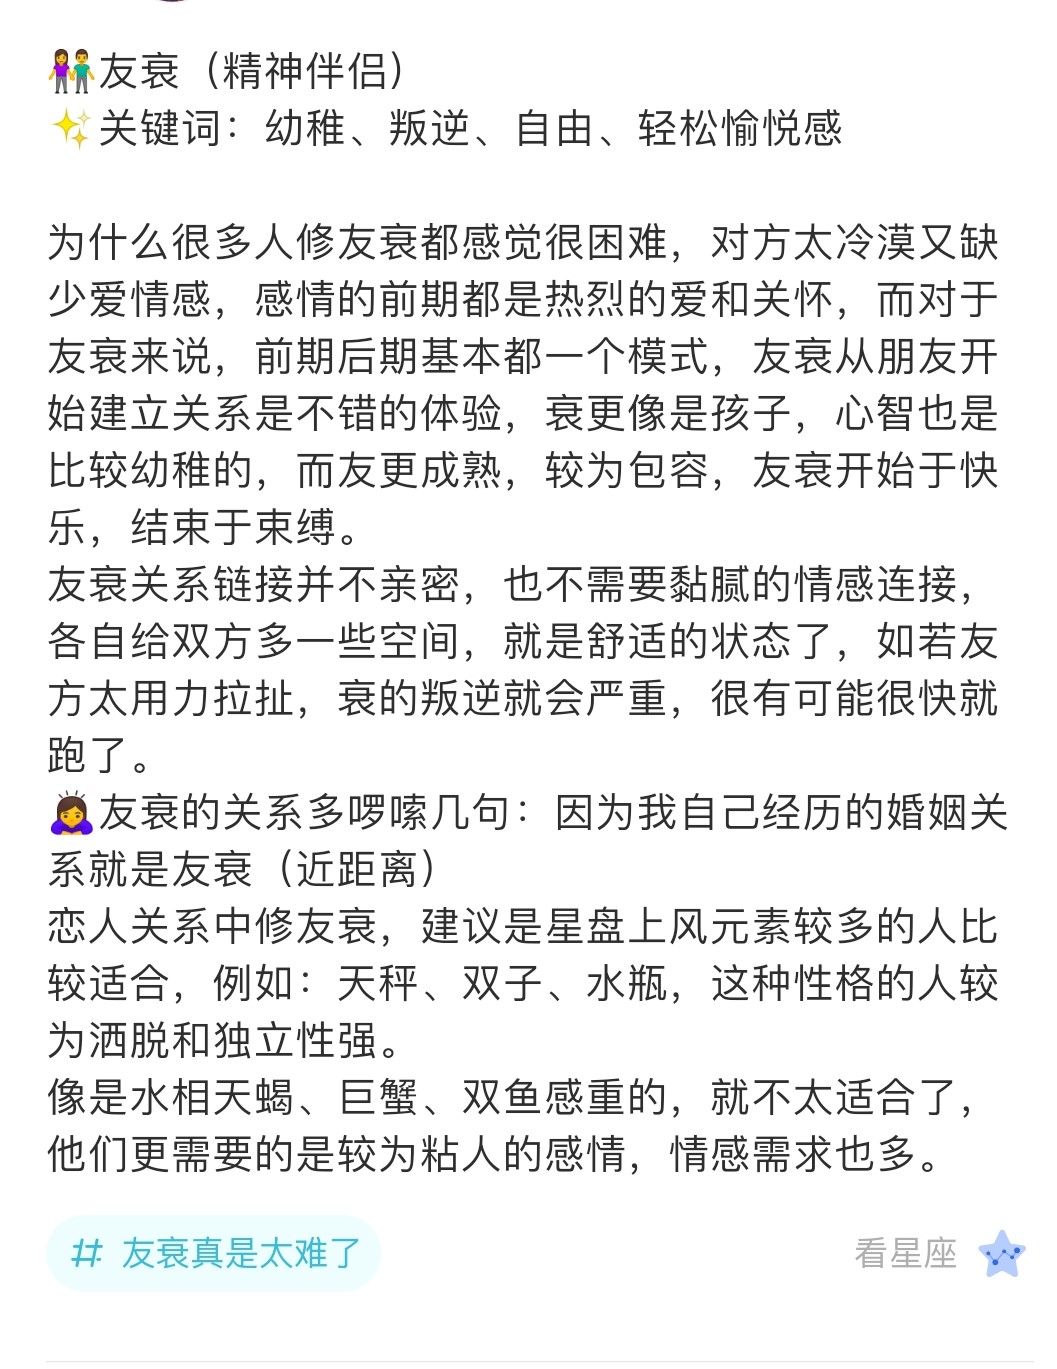 👫友衰（精神伴侣）
✨关键词：幼稚、叛逆、自由、轻松愉悦感
为什么很多人修友衰都感觉很困难，对方太冷漠又缺
少爱情感，感情的前期都是热烈的爱和关怀，而对于
友衰来说，前期后期基本都一个模式，友衰从朋友开
始建立关系是不错的体验，衰更像是孩子，心智也是
比较幼稚的，而友更成熟，较为包容，友衰开始于快
乐，结束于束缚。
友衰关系链接并不亲密，也不需要黏腻的情感连接，
各自给双方多一些空间，就是舒适的状态了，如若友
方太用力拉扯，衰的叛逆就会严重，很有可能很快就
跑了。
🙇‍♀️友衰的关系多啰嗦几句：因为我自己经历的婚姻关
系就是友衰（近距离）
恋人关系中修友衰，建议是星盘上风元素较多的人比
较适合，例如：天秤、双子、水瓶，这种性格的人较
为洒脱和独立性强。
像是水相天蝎、巨蟹、双鱼感重的，就不太适合了，
他们更需要的是较为粘人的感情，情感需求也多。
# 友衰真是太难了
看星座